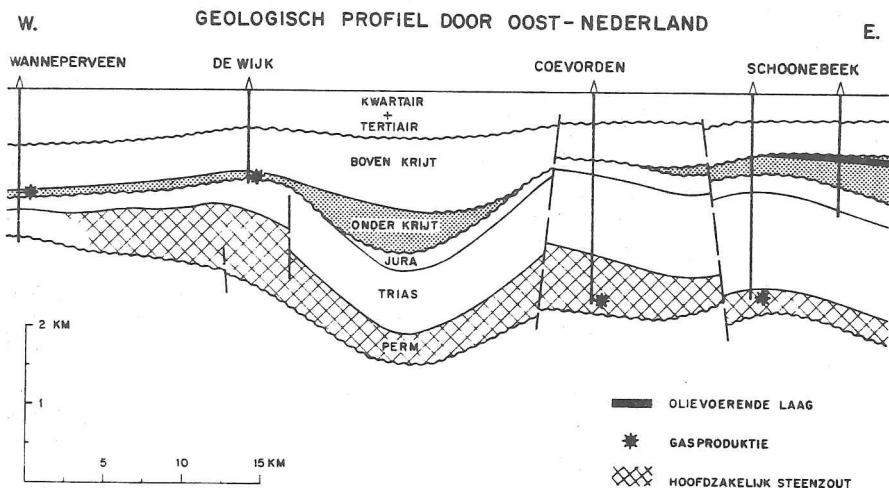 W. GEOLOGISCH PROFIEL DOOR OOST-NEDERLAND E.
WANNEPERVEEN DE WIJK COEVORDEN SCHOONEBEEK
KWARTAIR
+
TERTIAIR
BOVEN KRIJT
ONDER KRIJT
JURA
TRIAS
PERM
2 KM
1
5 10 15 KM
OLIEVOERENDE LAAG
GASPRODUKTIE
HOOFDZAKELIJK STEENZOUT